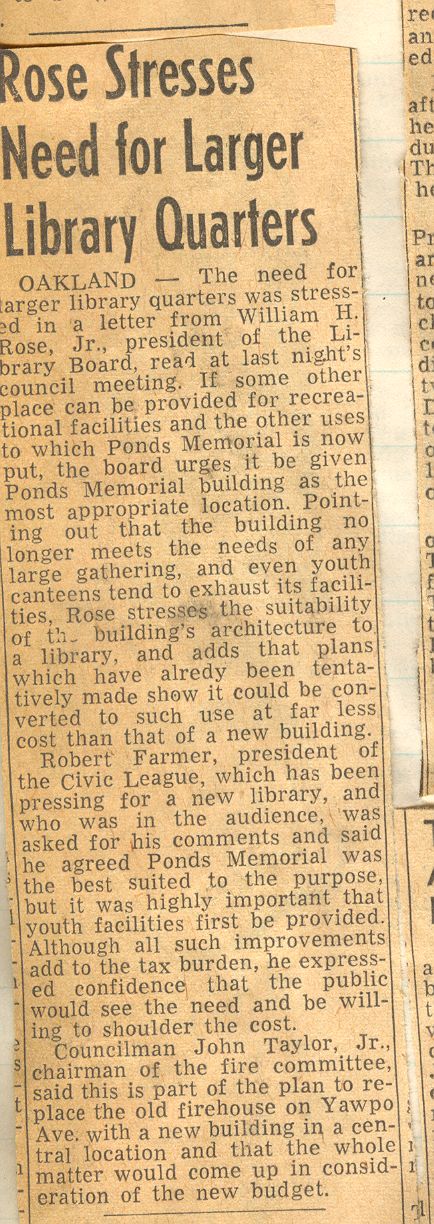 Rose Stresses
Need for Larger
Library Quarters
OAKLAND — The need for
larger library quarters was stress-
ed in a letter from William H.
Rose, Jr., president of the Li-
brary Board, read at last night's
council meeting. If some other
place can be provided for recrea-
tional facilities and the other uses
to which Ponds Memorial is now
put, the board urges it be given
Ponds Memorial building as the
most appropriate location. Point-
ing out that the building no
longer meets the needs of any
large gathering, and even youth
canteens tend to exhaust its facili-
ties, Rose stresses the suitability
of the building's architecture to
a library, and adds that plans
which have alredy been tenta-
tively made show it could be con-
verted to such use at far less
cost than that of a new building.
Robert Farmer, president of
the Civic League, which has been
pressing for a new library, and
who was in the audience, was
asked for his comments and said
he agreed Ponds Memorial was
the best suited to the purpose,
but it was highly important that
youth facilities first be provided.
Although all such improvements
add to the tax burden, he express-
ed confidence that the public
would see the need and be will-
ing to shoulder the cost.
Councilman John Taylor, Jr.,
chairman of the fire committee,
said this is part of the plan to re-
place the old firehouse on Yawpo
Ave. with a new building in a cen-
tral location and that the whole
matter would come up in consid-
eration of the new budget.